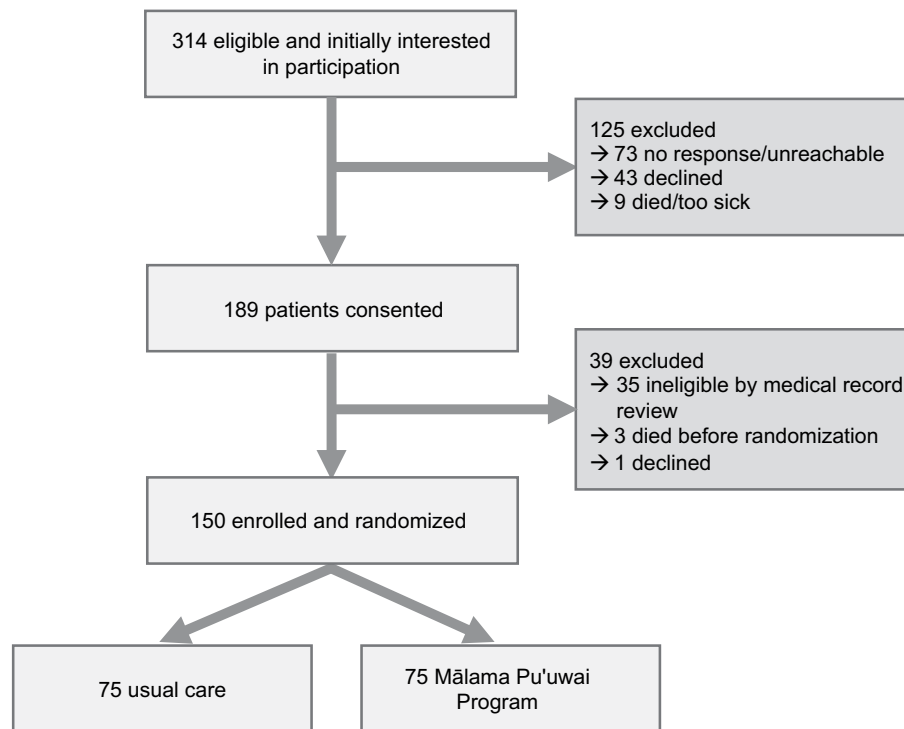 314 eligible and initially interested
in participation
125 excluded
→ 73 no response/unreachable
→ 43 declined
→ 9 died/too sick
189 patients consented
39 excluded
→ 35 ineligible by medical record
review
→ 3 died before randomization
→ 1 declined
150 enrolled and randomized
75 usual care
75 Mālama Pu'uwai
Program